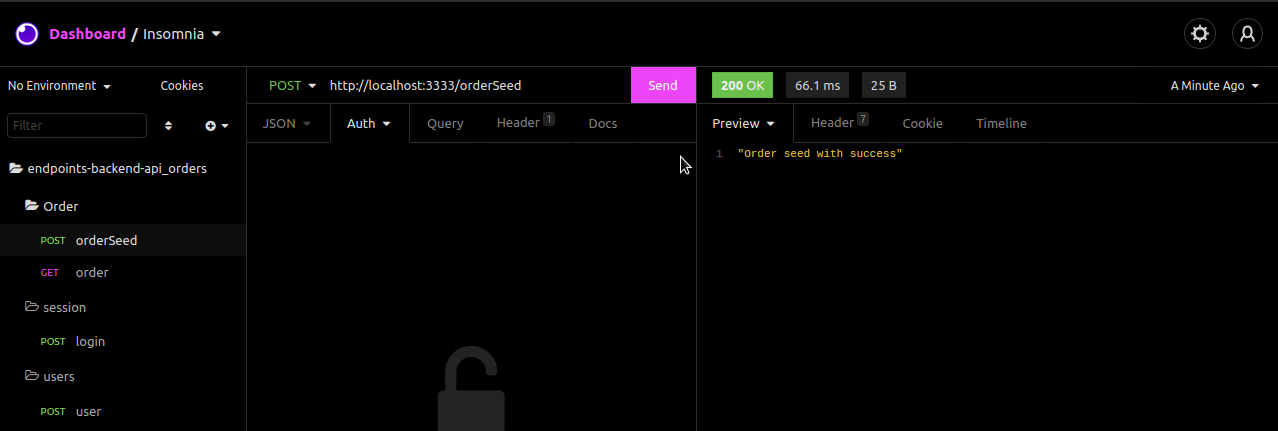 Dashboard / Insomnia
No Environment
Cookies
POST
http://localhost:3333/orderSeed
Send
200 OK
66.1 ms
25 B
A Minute Ago
Filter
JSON
Auth
Query
Header 1
Docs
Preview
Header 7
Cookie
Timeline
1 "Order seed with success"
endpoints-backend-api_orders
Order
POST orderSeed
GET order
session
POST login
users
POST user